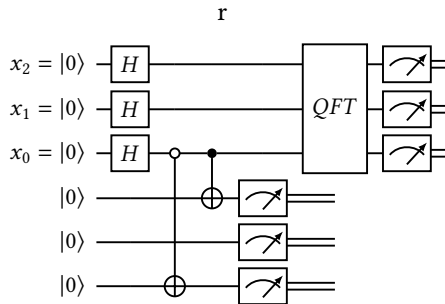 r
x₂ = |0⟩ H
x₁ = |0⟩ H QFT
x₀ = |0⟩ H
|0⟩
|0⟩
|0⟩